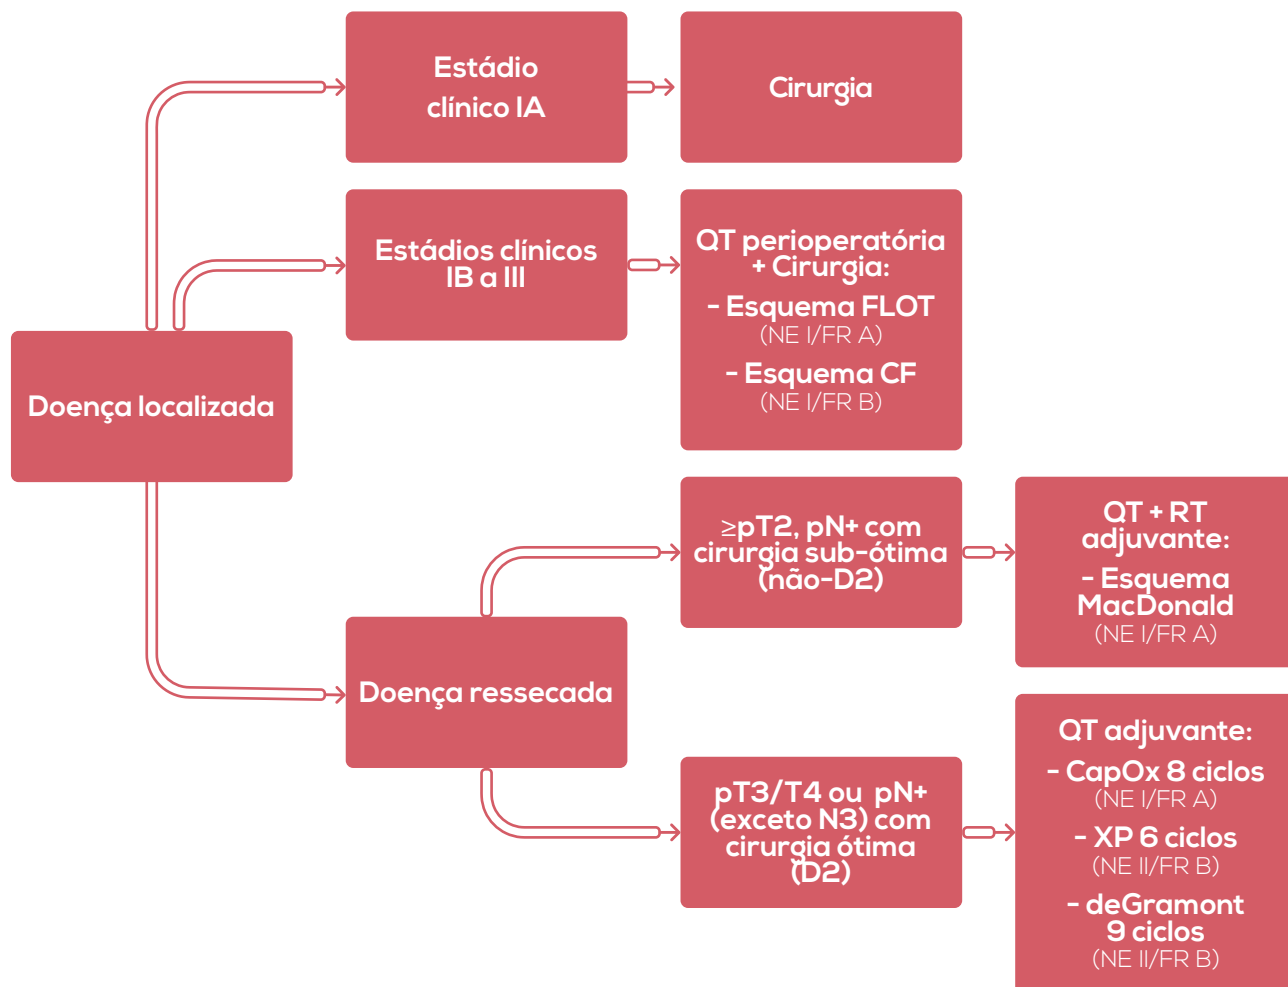 Estádio
clínico IA
Cirurgia
Estádios clínicos
IB a III
QT perioperatória
+ Cirurgia:
- Esquema FLOT
(NE I/FR A)
- Esquema CF
(NE I/FR B)
Doença localizada
≥pT2, pN+ com
cirurgia sub-ótima
(não-D2)
QT + RT
adjuvante:
- Esquema
MacDonald
(NE I/FR A)
Doença ressecada
pT3/T4 ou pN+
(exceto N3) com
cirurgia ótima
(D2)
QT adjuvante:
- CapOx 8 ciclos
(NE I/FR A)
- XP 6 ciclos
(NE II/FR B)
- deGramont
9 ciclos
(NE II/FR B)